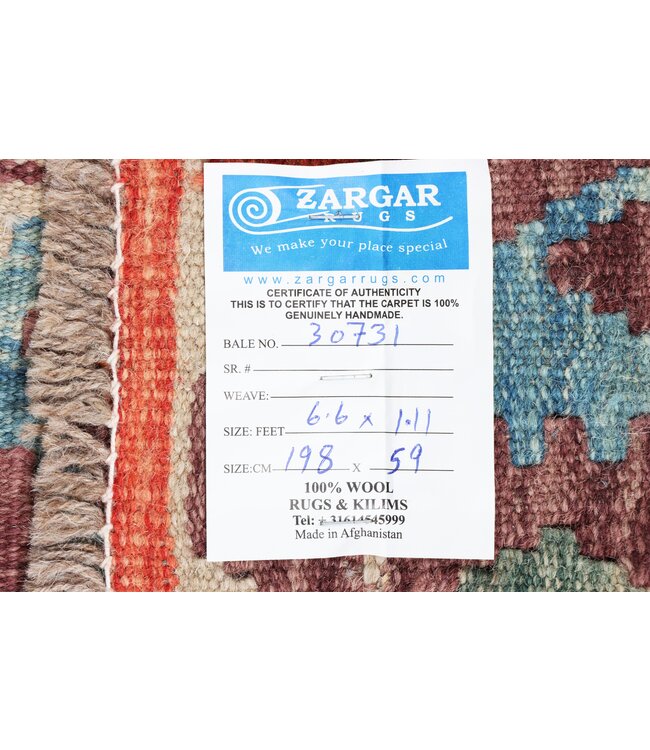 ZARGAR
RUGS
We make your place special
www.zargarrugs.com
CERTIFICATE OF AUTHENTICITY
THIS IS TO CERTIFY THAT THE CARPET IS 100%
GENUINELY HANDMADE.
BALE NO. 30731
SR. #
WEAVE:
SIZE: FEET 6.6 x 1.11
SIZE:CM 198 X 59
100% WOOL
RUGS & KILIMS
Tel: + 31614545999
Made in Afghanistan